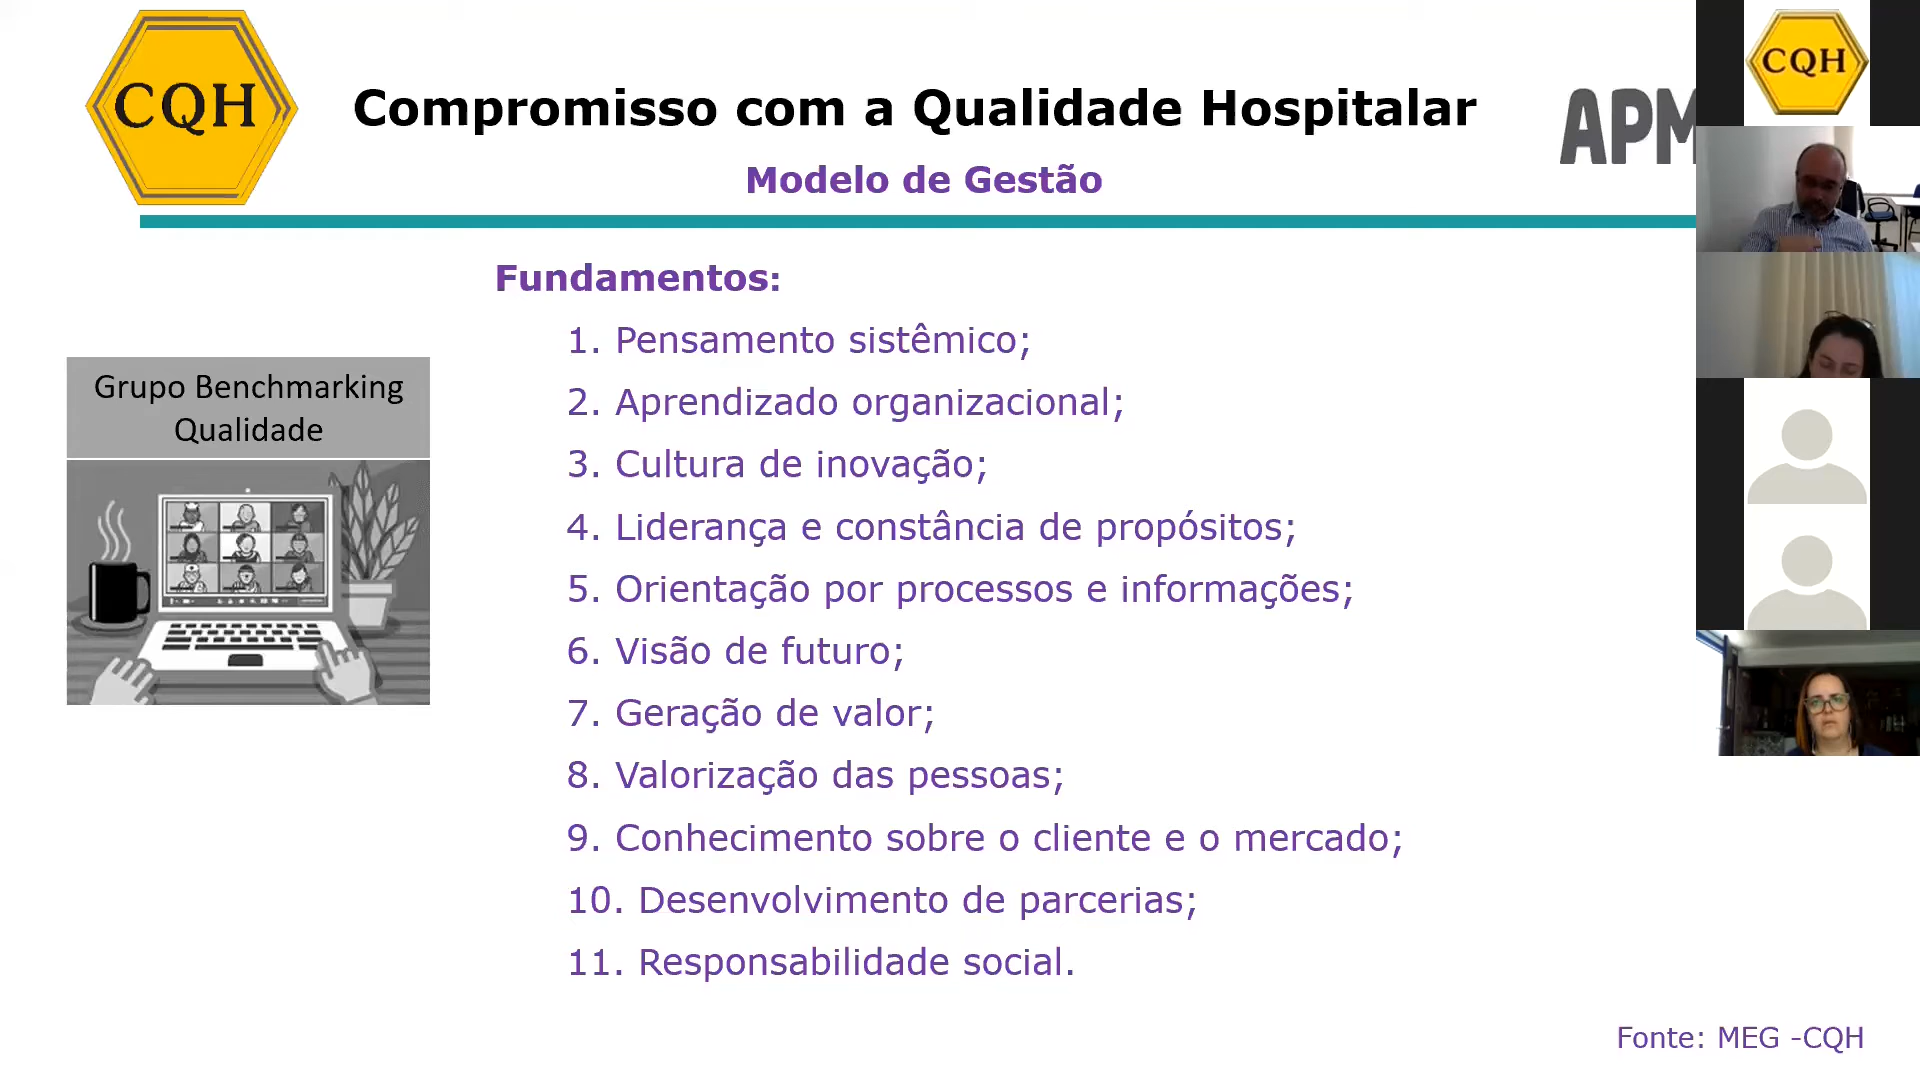 CQH
Compromisso com a Qualidade Hospitalar
APM
CQH
Modelo de Gestão
Fundamentos:
1. Pensamento sistêmico;
2. Aprendizado organizacional;
3. Cultura de inovação;
4. Liderança e constância de propósitos;
5. Orientação por processos e informações;
6. Visão de futuro;
7. Geração de valor;
8. Valorização das pessoas;
9. Conhecimento sobre o cliente e o mercado;
10. Desenvolvimento de parcerias;
11. Responsabilidade social.
Grupo Benchmarking
Qualidade
Fonte: MEG -CQH